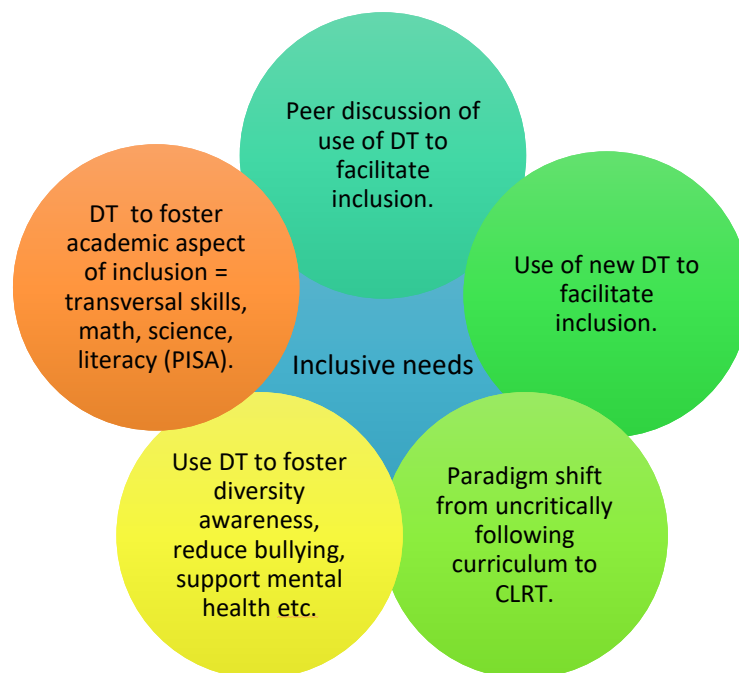 Peer discussion of
use of DT to
facilitate
inclusion.
DT to foster
academic aspect
of inclusion =
transversal skills,
math, science,
literacy (PISA).
Use of new DT to
facilitate
inclusion.
Inclusive needs
Use DT to foster
diversity
awareness,
reduce bullying,
support mental
health etc.
Paradigm shift
from uncritically
following
curriculum to
CLRT.